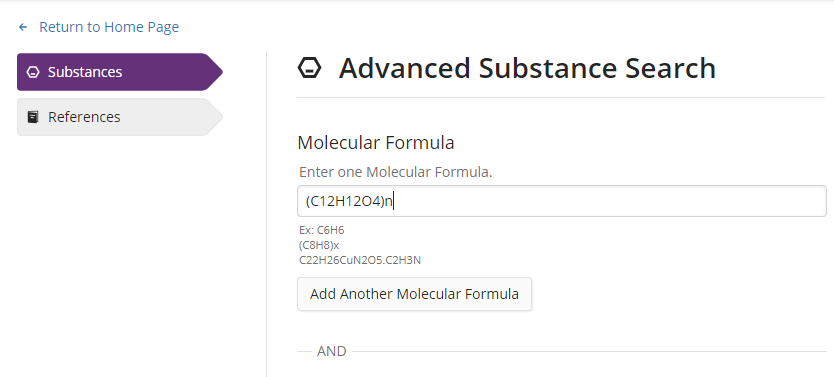 Return to Home Page
Substances
References
Advanced Substance Search
Molecular Formula
Enter one Molecular Formula.
(C12H12O4)n
Ex: C6H6
(C8H8)x
C22H26CuN2O5.C2H3N
Add Another Molecular Formula
AND